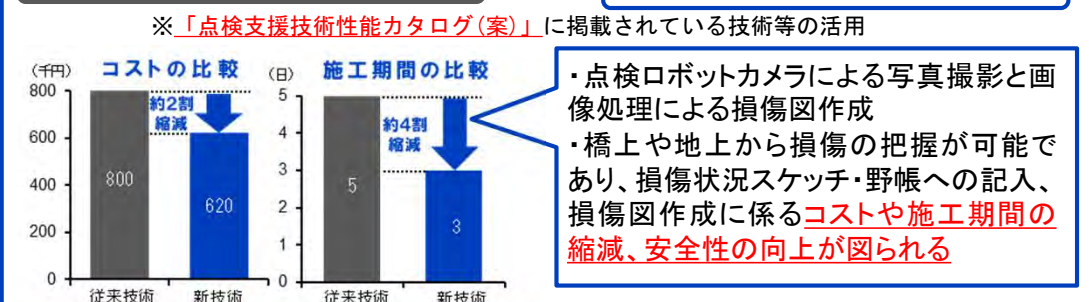 ※「点検支援技術性能カタログ(案)」に掲載されている技術等の活用
(千円)
コストの比較
800
600
400
200
0
約2割
縮減
800
620
従来技術
新技術
(日)
施工期間の比較
5
4
3
2
1
0
約4割
縮減
5
3
従来技術
新技術
・点検ロボットカメラによる写真撮影と画
像処理による損傷図作成
・橋上や地上から損傷の把握が可能で
あり、損傷状況スケッチ・野帳への記入、
損傷図作成に係るコストや施工期間の
縮減、安全性の向上が図られる